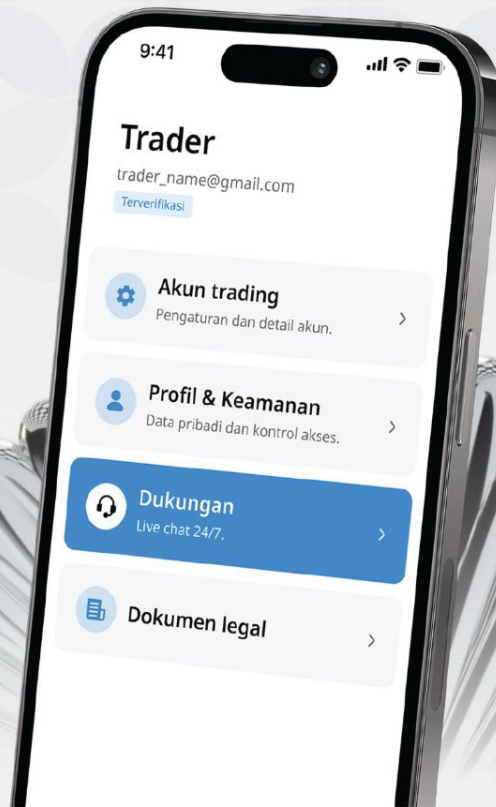 9:41
Trader
trader_name@gmail.com
Terverifikasi
Akun trading
Pengaturan dan detail akun.
Profil & Keamanan
Data pribadi dan kontrol akses.
Dukungan
Live chat 24/7.
Dokumen legal